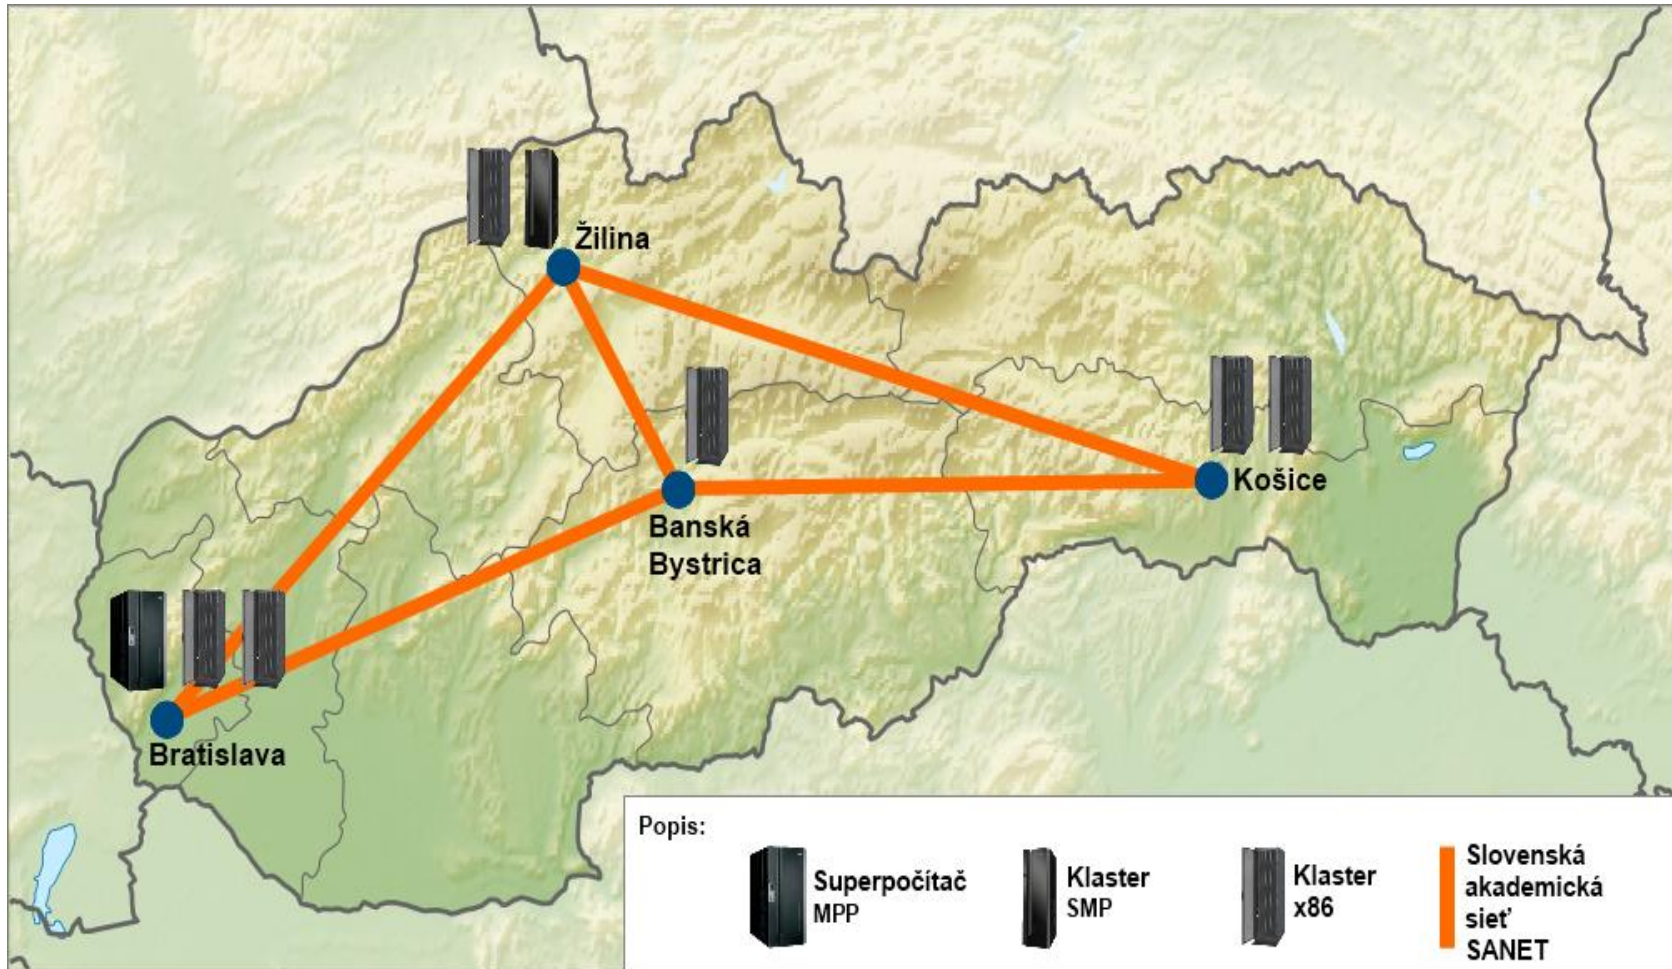 Žilina
Košice
Banská
Bystrica
Bratislava
Popis:
Superpočítač
MPP
Klaster
SMP
Klaster
x86
Slovenská
akademická
sieť
SANET